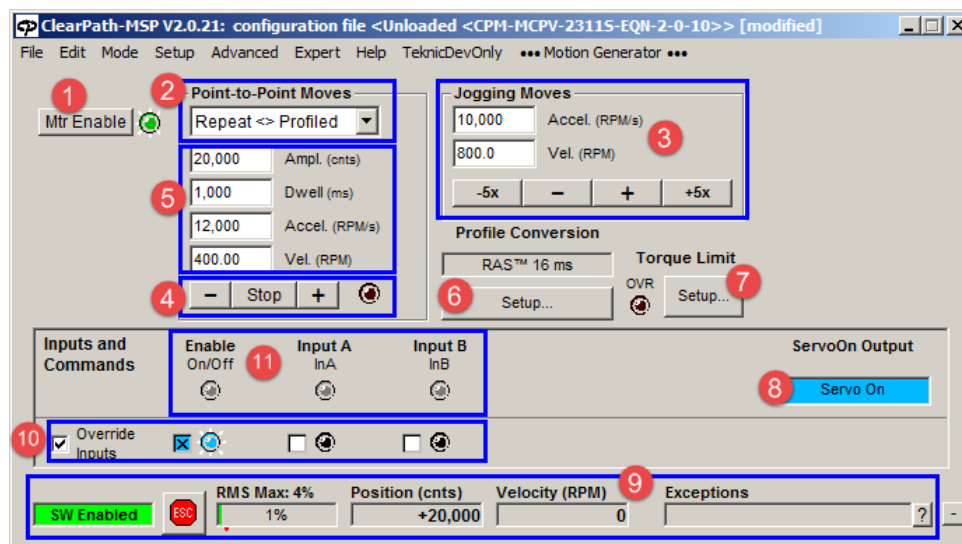 ClearPath-MSP V2.0.21: configuration file <Unloaded <CPM-MCPV-2311S-EQN-2-0-10>> [modified]
File Edit Mode Setup Advanced Expert Help TeknicDevOnly ••• Motion Generator •••
1
Mtr Enable
2
Point-to-Point Moves
Repeat <> Profiled
5
20,000 Ampl. (cnts)
1,000 Dwell (ms)
12,000 Accel. (RPM/s)
400.00 Vel. (RPM)
4
− Stop +
Jogging Moves
10,000 Accel. (RPM/s)
3
800.0 Vel. (RPM)
-5x − + +5x
Profile Conversion
RAS™ 16 ms
6
Setup...
Torque Limit
OVR
Setup...
7
Inputs and
Commands
Enable
On/Off
11
Input A
InA
Input B
InB
ServoOn Output
8
Servo On
10
Override
Inputs
9
SW Enabled
ESC
RMS Max: 4%
1%
Position (cnts)
+20,000
Velocity (RPM)
0
Exceptions
?
-